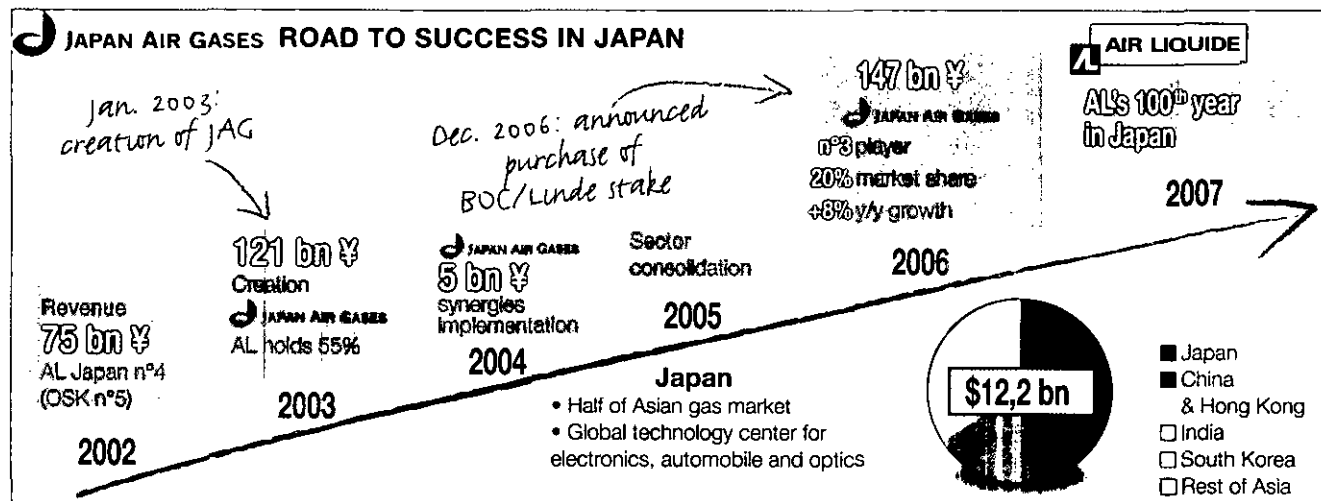 JAPAN AIR GASES ROAD TO SUCCESS IN JAPAN
Jan. 2003:
creation of JAG
Dec. 2006: announced
purchase of
BOC/Linde stake
Revenue
75 bn ¥
AL Japan n°4
(OSK n°5)
2002
121 bn ¥
Creation
JAPAN AIR GASES
AL holds 55%
2003
JAPAN AIR GASES
5 bn ¥
synergies
implementation
2004
Sector
consolidation
2005
147 bn ¥
JAPAN AIR GASES
n°3 player
20% market share
+8% y/y growth
2006
AIR LIQUIDE
AL's 100th year
in Japan
2007
Japan
• Half of Asian gas market
• Global technology center for
electronics, automobile and optics
$12,2 bn
Japan
China
& Hong Kong
India
South Korea
Rest of Asia